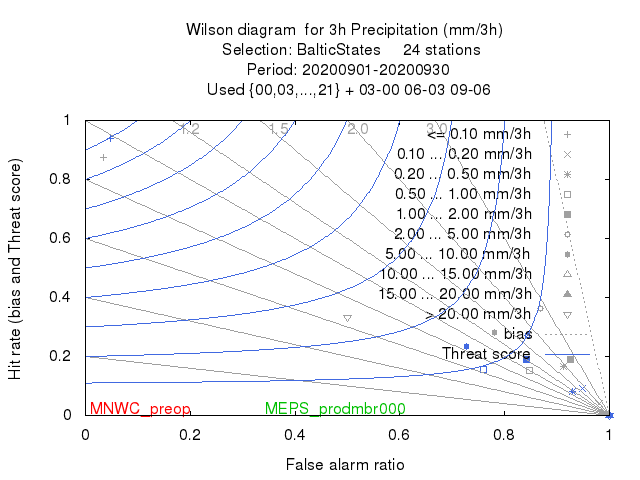 Wilson diagram  for 3h Precipitation (mm/3h)
Selection: BalticStates     24 stations
Period: 20200901-20200930
Used {00,03,...,21} + 03-00 06-03 09-06
1
0.8
0.6
0.4
0.2
0
Hit rate (bias and Threat score)
1.2 1.5 2.0 3.0
<= 0.10 mm/3h
0.10 ... 0.20 mm/3h
0.20 ... 0.50 mm/3h
0.50 ... 1.00 mm/3h
1.00 ... 2.00 mm/3h
2.00 ... 5.00 mm/3h
5.00 ... 10.00 mm/3h
10.00 ... 15.00 mm/3h
15.00 ... 20.00 mm/3h
> 20.00 mm/3h
bias
Threat score
MNWC_preop MEPS_prodmbr000
0 0.2 0.4 0.6 0.8 1
False alarm ratio